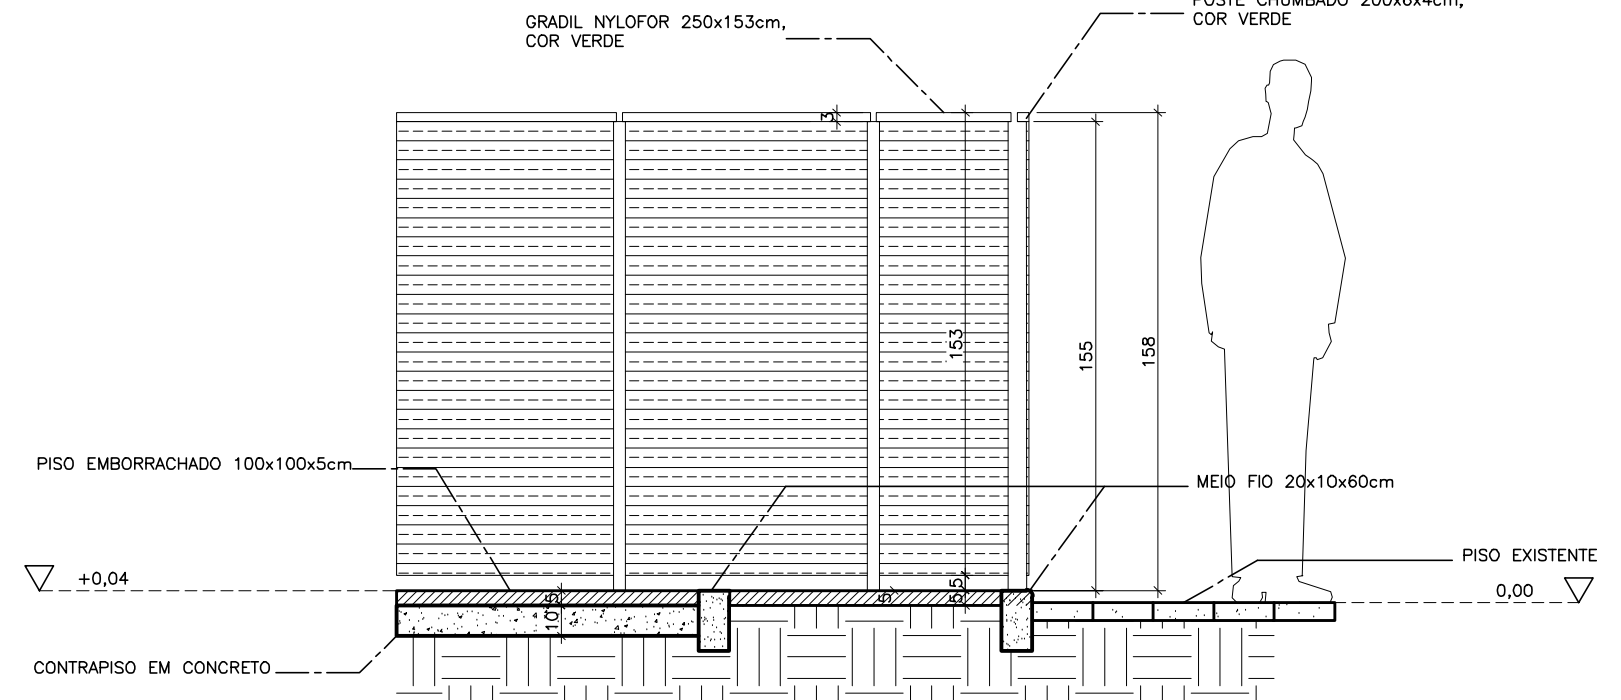 POSTE CHUMBADO 200x6x4cm,
COR VERDE
GRADIL NYLOFOR 250x153cm,
COR VERDE
3
153
155
158
PISO EMBORRACHADO 100x100x5cm
MEIO FIO 20x10x60cm
PISO EXISTENTE
+0,04
0,00
5
10
5
5
5
CONTRAPISO EM CONCRETO